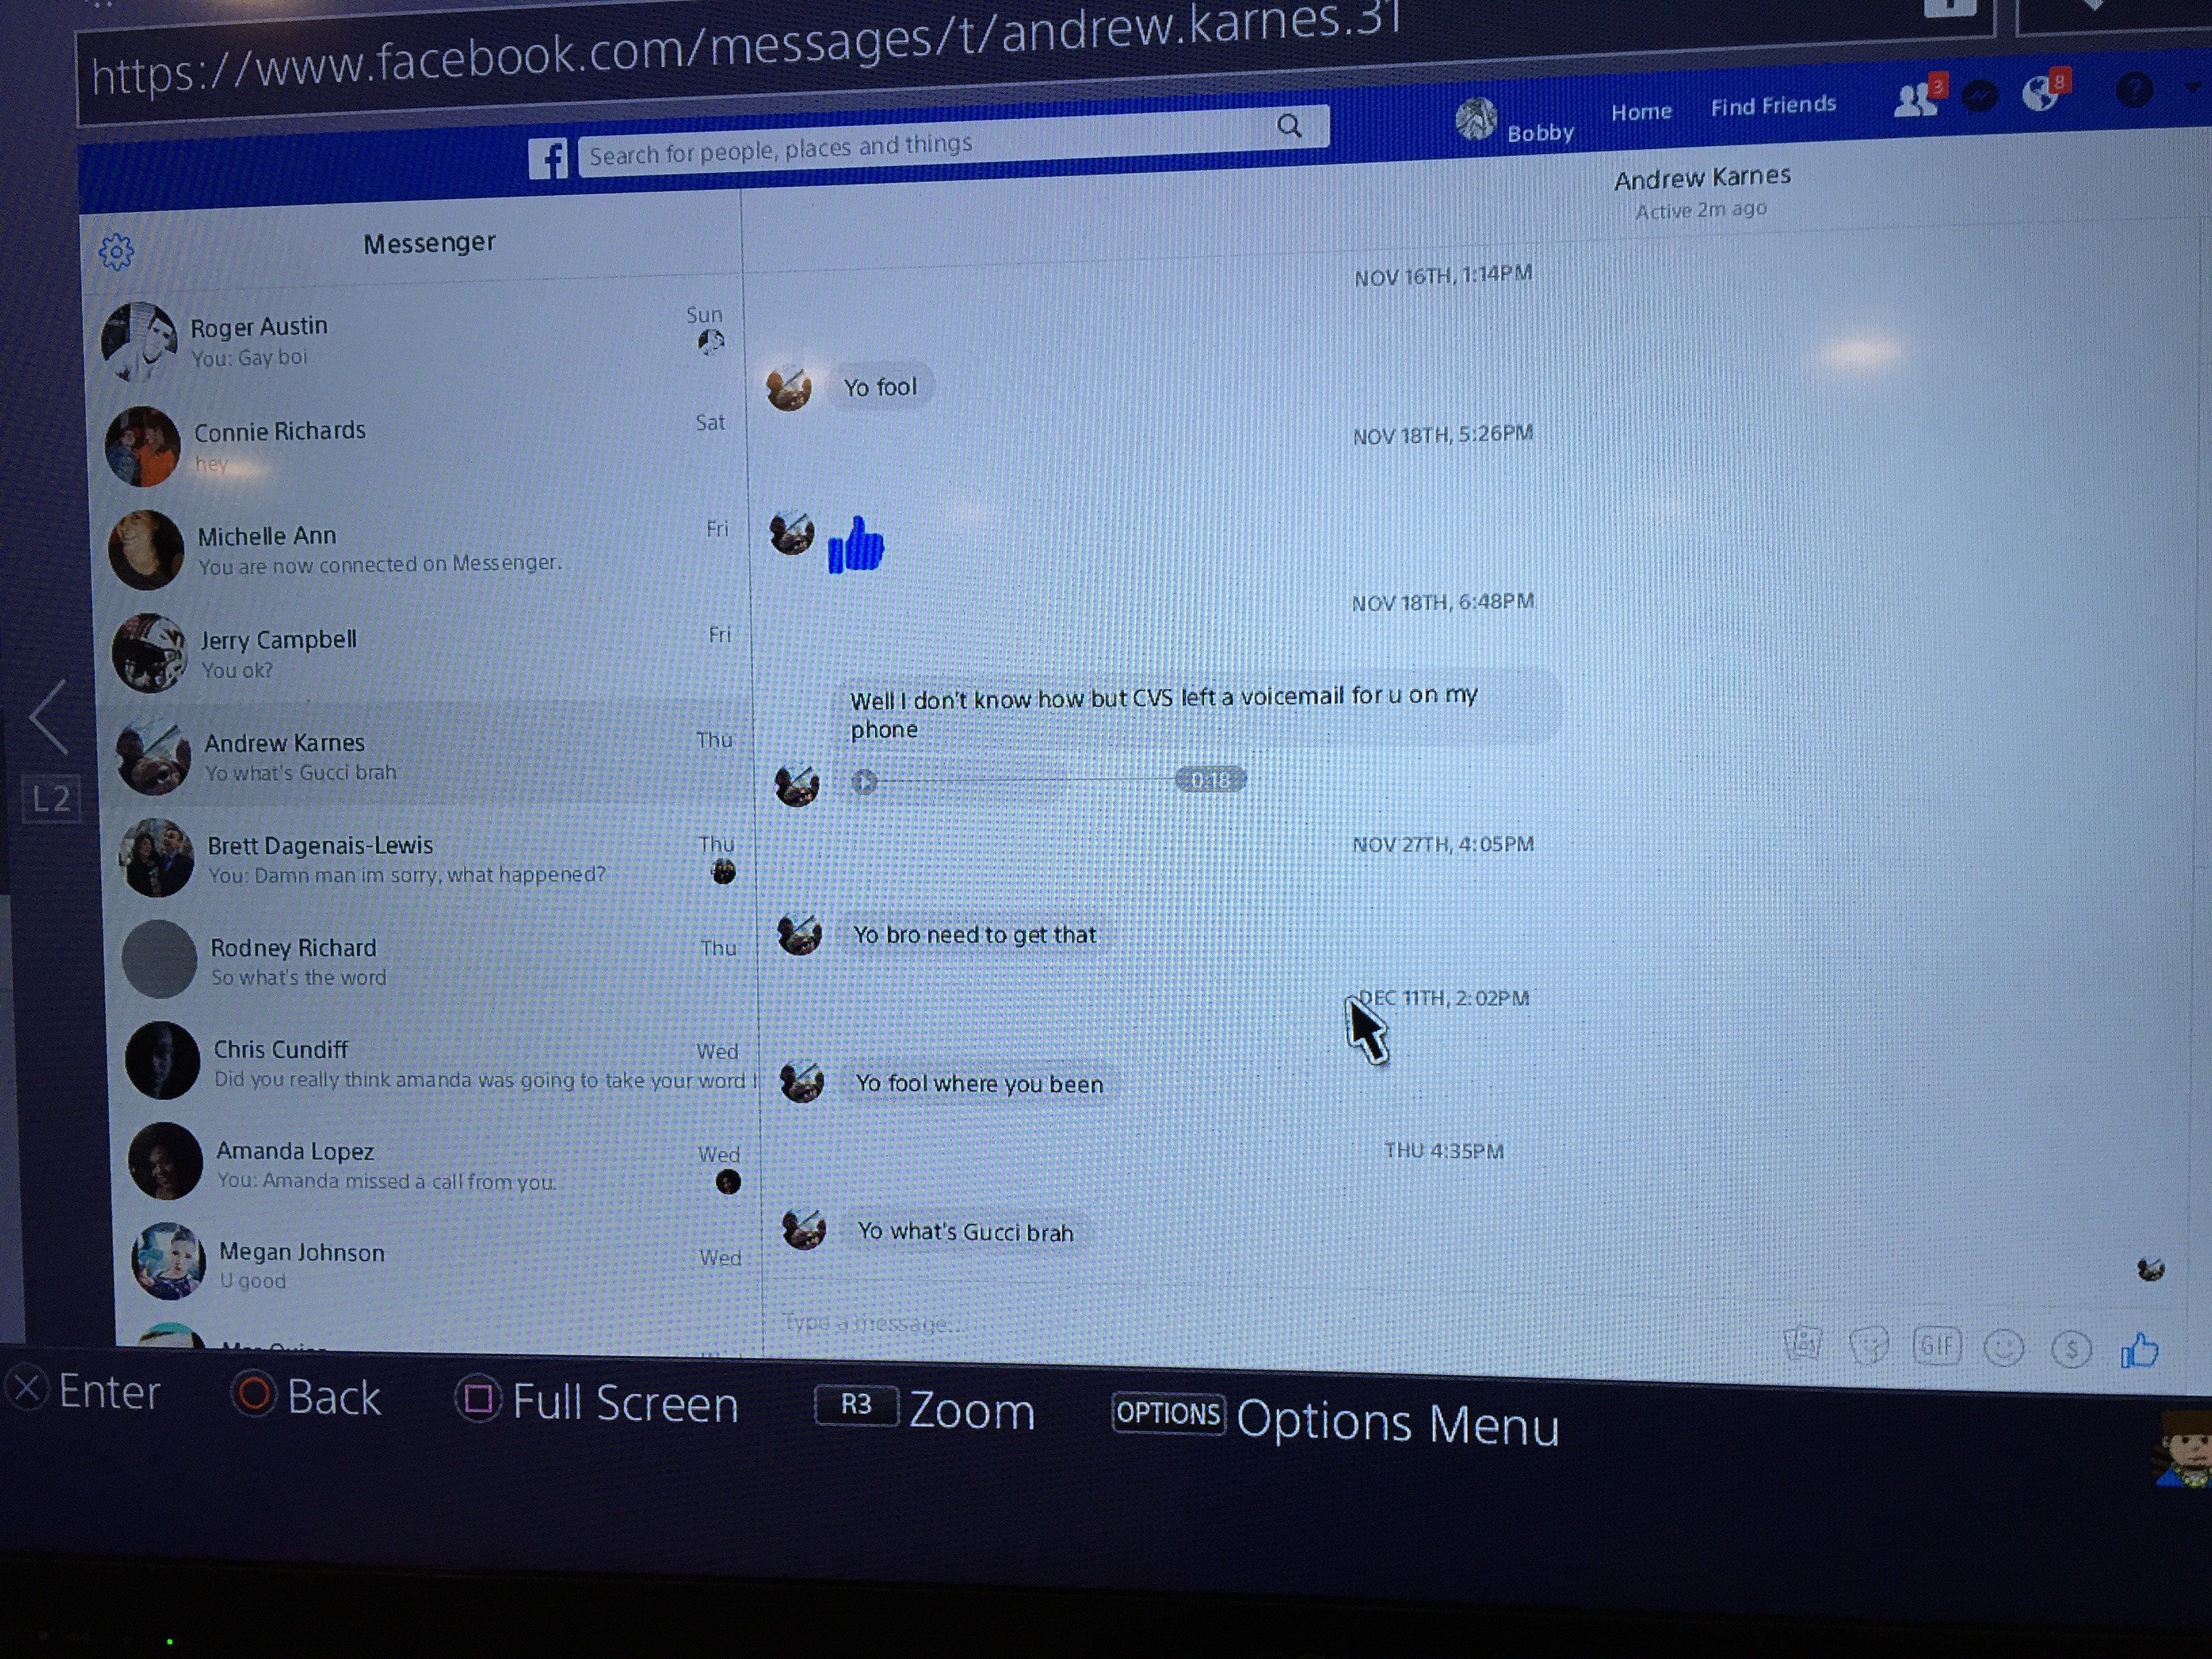 https://www.facebook.com/messages/t/andrew.karnes.31
f
Search for people, places and things
Bobby
Home
Find Friends
3
8
?
Messenger
Andrew Karnes
Active 2m ago
Roger Austin
Sun
You: Gay boi
Connie Richards
Sat
hey
Michelle Ann
Fri
You are now connected on Messenger.
Jerry Campbell
Fri
You ok?
Andrew Karnes
Thu
Yo what's Gucci brah
Brett Dagenais-Lewis
Thu
You: Damn man im sorry, what happened?
Rodney Richard
Thu
So what's the word
Chris Cundiff
Wed
Did you really think amanda was going to take your word
Amanda Lopez
Wed
You: Amanda missed a call from you.
Megan Johnson
Wed
U good
NOV 16TH, 1:14PM
Yo fool
NOV 18TH, 5:26PM
NOV 18TH, 6:48PM
Well I don't know how but CVS left a voicemail for u on my
phone
0:18
NOV 27TH, 4:05PM
Yo bro need to get that
DEC 11TH, 2:02PM
Yo fool where you been
THU 4:35PM
Yo what's Gucci brah
Type a message...
GIF
$
L2
Enter
Back
Full Screen
R3 Zoom
OPTIONS Options Menu